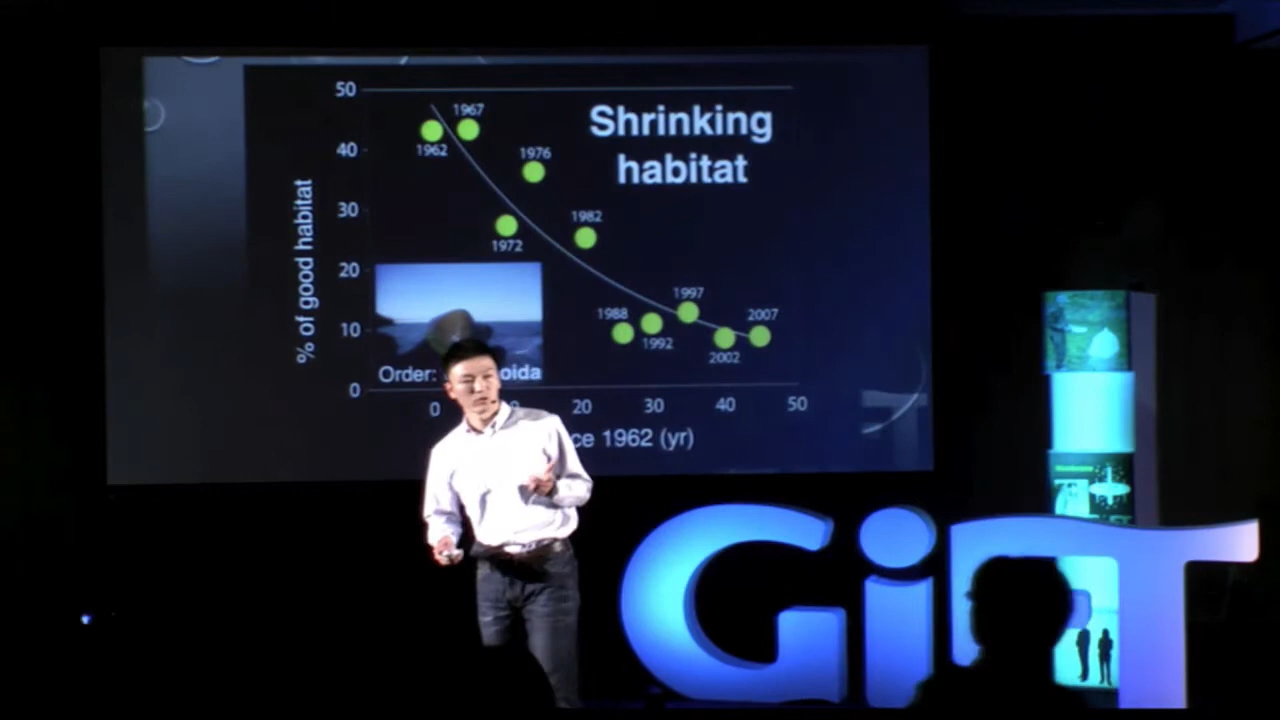 Shrinking
habitat
% of good habitat
50
40
30
20
10
0
1967
1962
1976
1972
1982
1988
1992
1997
2002
2007
Order: oida
0 20 30 40 50
ce 1962 (yr)
GiT